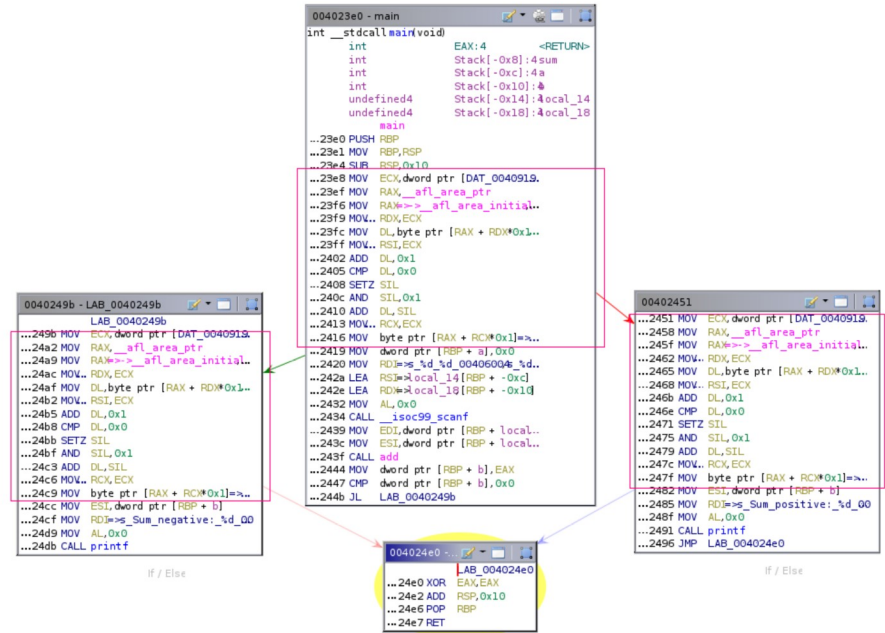 004023e0 - main
int __stdcall main(void)
int EAX:4 <RETURN>
int Stack[-0x8]:4 sum
int Stack[-0xc]:4 a
int Stack[-0x10]:4 b
undefined4 Stack[-0x14]:4 local_14
undefined4 Stack[-0x18]:4 local_18
main
...23e0 PUSH RBP
...23e1 MOV RBP,RSP
...23e4 SUB RSP,0x10
...23e8 MOV ECX,dword ptr [DAT_0040919...
...23ef MOV RAX,__afl_area_ptr
...23f6 MOV RAX=>->__afl_area_initial...
...23f9 MOV... RDX,ECX
...23fc MOV DL,byte ptr [RAX + RDX*0x1...
...23ff MOV... RSI,ECX
...2402 ADD DL,0x1
...2405 CMP DL,0x0
...2408 SETZ SIL
...240c AND SIL,0x1
...2410 ADD DL,SIL
...2413 MOV... RCX,ECX
...2416 MOV byte ptr [RAX + RCX*0x1]=>...
...2419 MOV dword ptr [RBP + a],0x0
...2420 MOV RDI=>s_%d_%d_00406004,s_%d...
...242a LEA RSI=>local_14,[RBP + -0xc]
...242e LEA RDX=>local_18,[RBP + -0x10]
...2432 MOV AL,0x0
...2434 CALL __isoc99_scanf
...2439 MOV EDI,dword ptr [RBP + local...
...243c MOV ESI,dword ptr [RBP + local...
...243f CALL add
...2444 MOV dword ptr [RBP + b],EAX
...2447 CMP dword ptr [RBP + b],0x0
...244b JL LAB_0040249b
0040249b - LAB_0040249b
LAB_0040249b
...249b MOV ECX,dword ptr [DAT_0040919...
...24a2 MOV RAX,__afl_area_ptr
...24a9 MOV RAX=>->__afl_area_initial...
...24ac MOV... RDX,ECX
...24af MOV DL,byte ptr [RAX + RDX*0x1...
...24b2 MOV... RSI,ECX
...24b5 ADD DL,0x1
...24b8 CMP DL,0x0
...24bb SETZ SIL
...24bf AND SIL,0x1
...24c3 ADD DL,SIL
...24c6 MOV... RCX,ECX
...24c9 MOV byte ptr [RAX + RCX*0x1]=>...
...24cc MOV ESI,dword ptr [RBP + b]
...24cf MOV RDI=>s_Sum_negative:_%d_00
...24d9 MOV AL,0x0
...24db CALL printf
If / Else
00402451
...2451 MOV ECX,dword ptr [DAT_0040919...
...2458 MOV RAX,__afl_area_ptr
...245f MOV RAX=>->__afl_area_initial...
...2462 MOV... RDX,ECX
...2465 MOV DL,byte ptr [RAX + RDX*0x1...
...2468 MOV... RSI,ECX
...246b ADD DL,0x1
...246e CMP DL,0x0
...2471 SETZ SIL
...2475 AND SIL,0x1
...2479 ADD DL,SIL
...247c MOV... RCX,ECX
...247f MOV byte ptr [RAX + RCX*0x1]=>...
...2482 MOV ESI,dword ptr [RBP + b]
...2485 MOV RDI=>s_Sum_positive:_%d_00
...248f MOV AL,0x0
...2491 CALL printf
...2496 JMP LAB_004024e0
If / Else
004024e0 -...
LAB_004024e0
...24e0 XOR EAX,EAX
...24e2 ADD RSP,0x10
...24e6 POP RBP
...24e7 RET